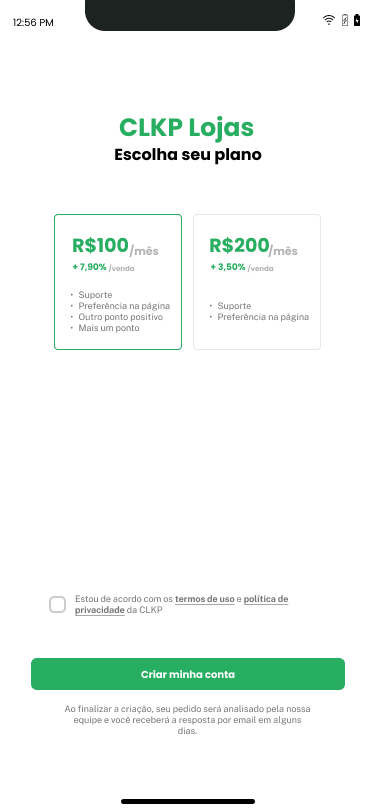 12:56 PM
CLKP Lojas
Escolha seu plano
R$100/mês
+ 7,90% /venda
• Suporte
• Preferência na página
• Outro ponto positivo
• Mais um ponto
R$200/mês
+ 3,50% /venda
• Suporte
• Preferência na página
Estou de acordo com os termos de uso e política de
privacidade da CLKP
Criar minha conta
Ao finalizar a criação, seu pedido será analisado pela nossa
equipe e você receberá a resposta por email em alguns
dias.